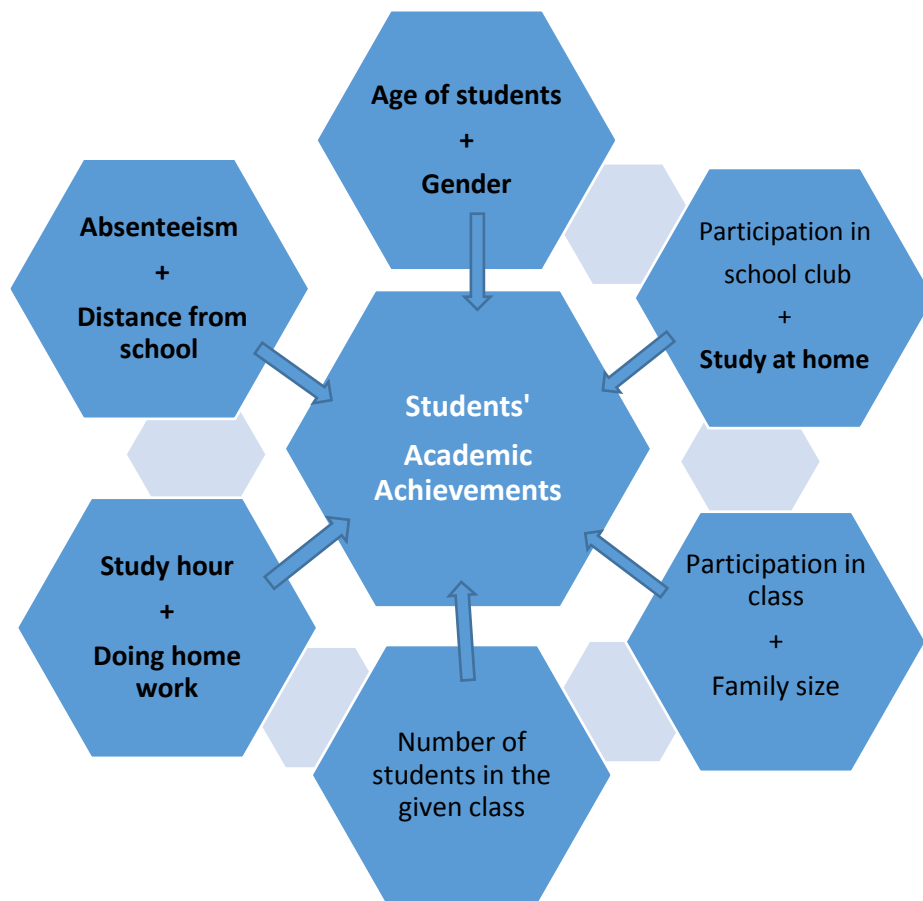 Age of students
+
Gender
Absenteeism
+
Distance from
school
Participation in
school club
+
Study at home
Students'
Academic
Achievements
Study hour
+
Doing home
work
Participation in
class
+
Family size
Number of
students in the
given class